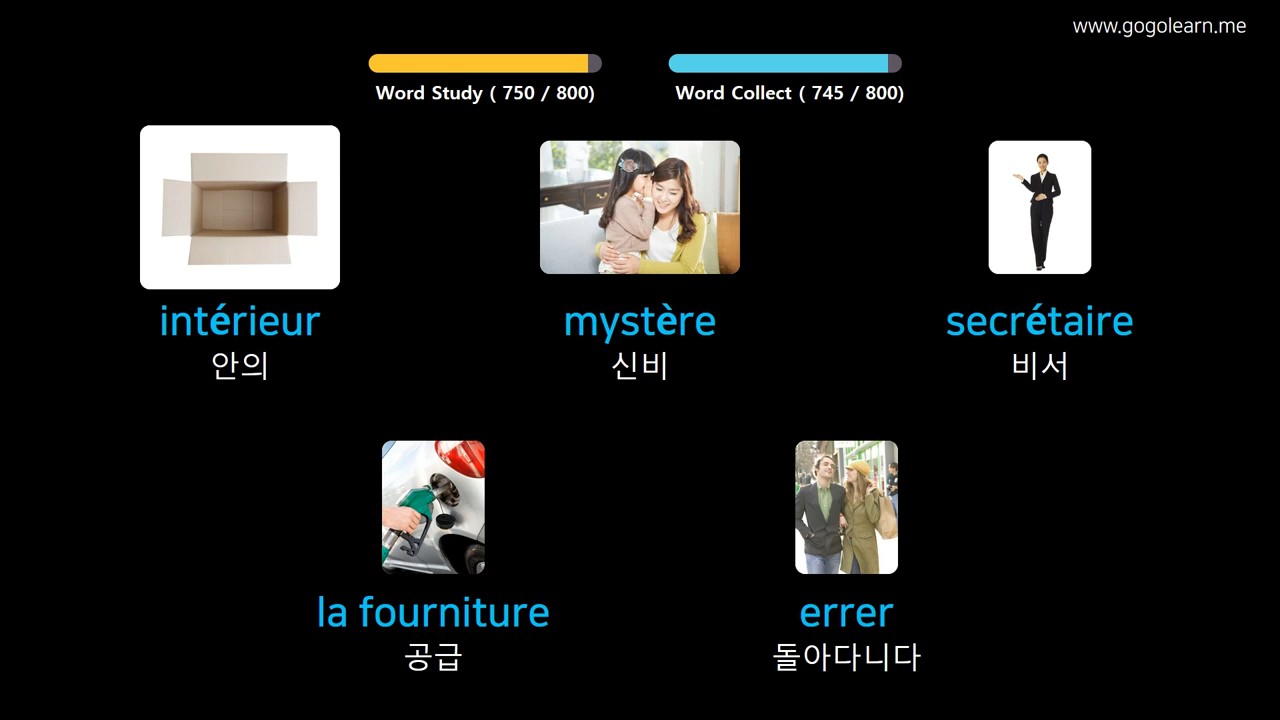 www.gogolearn.me
Word Study ( 750 / 800)
Word Collect ( 745 / 800)
intérieur
안의
mystère
신비
secrétaire
비서
la fourniture
공급
errer
돌아다니다